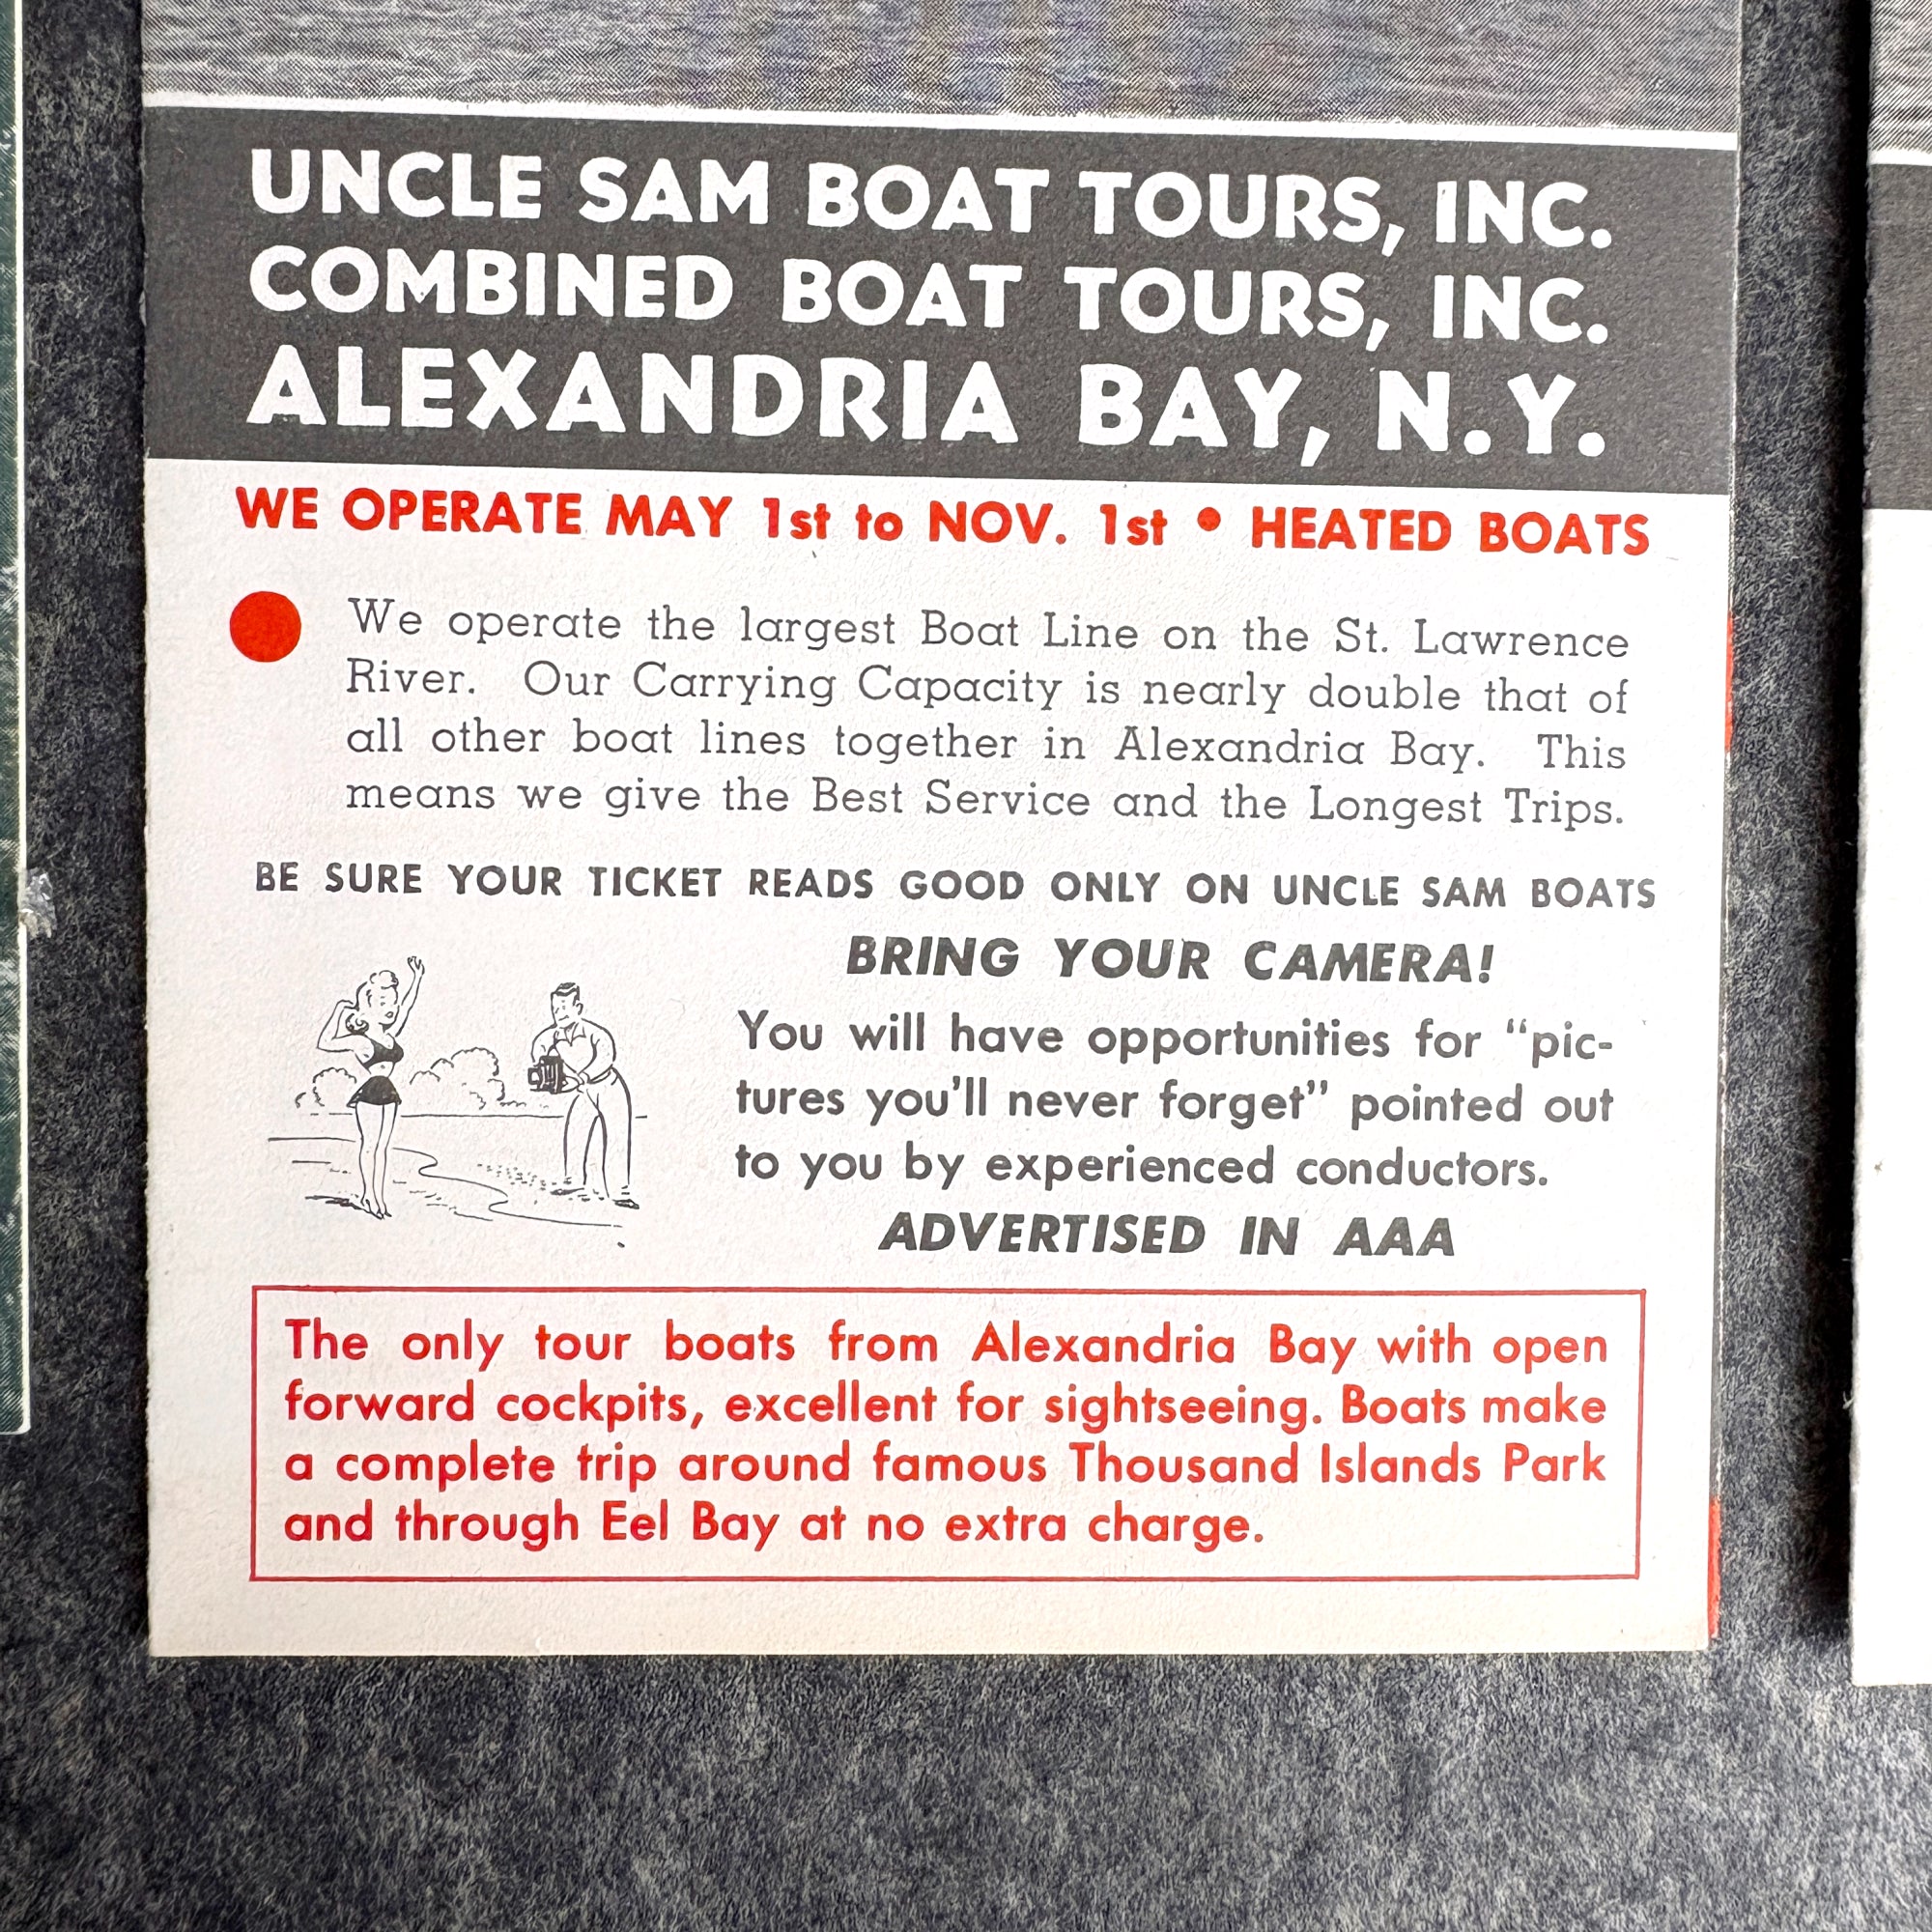 UNCLE SAM BOAT TOURS, INC.
COMBINED BOAT TOURS, INC.
ALEXANDRIA BAY, N.Y.
WE OPERATE MAY 1st to NOV. 1st • HEATED BOATS
We operate the largest Boat Line on the St. Lawrence
River. Our Carrying Capacity is nearly double that of
all other boat lines together in Alexandria Bay. This
means we give the Best Service and the Longest Trips.
BE SURE YOUR TICKET READS GOOD ONLY ON UNCLE SAM BOATS
BRING YOUR CAMERA!
You will have opportunities for "pic-
tures you'll never forget" pointed out
to you by experienced conductors.
ADVERTISED IN AAA
The only tour boats from Alexandria Bay with open
forward cockpits, excellent for sightseeing. Boats make
a complete trip around famous Thousand Islands Park
and through Eel Bay at no extra charge.